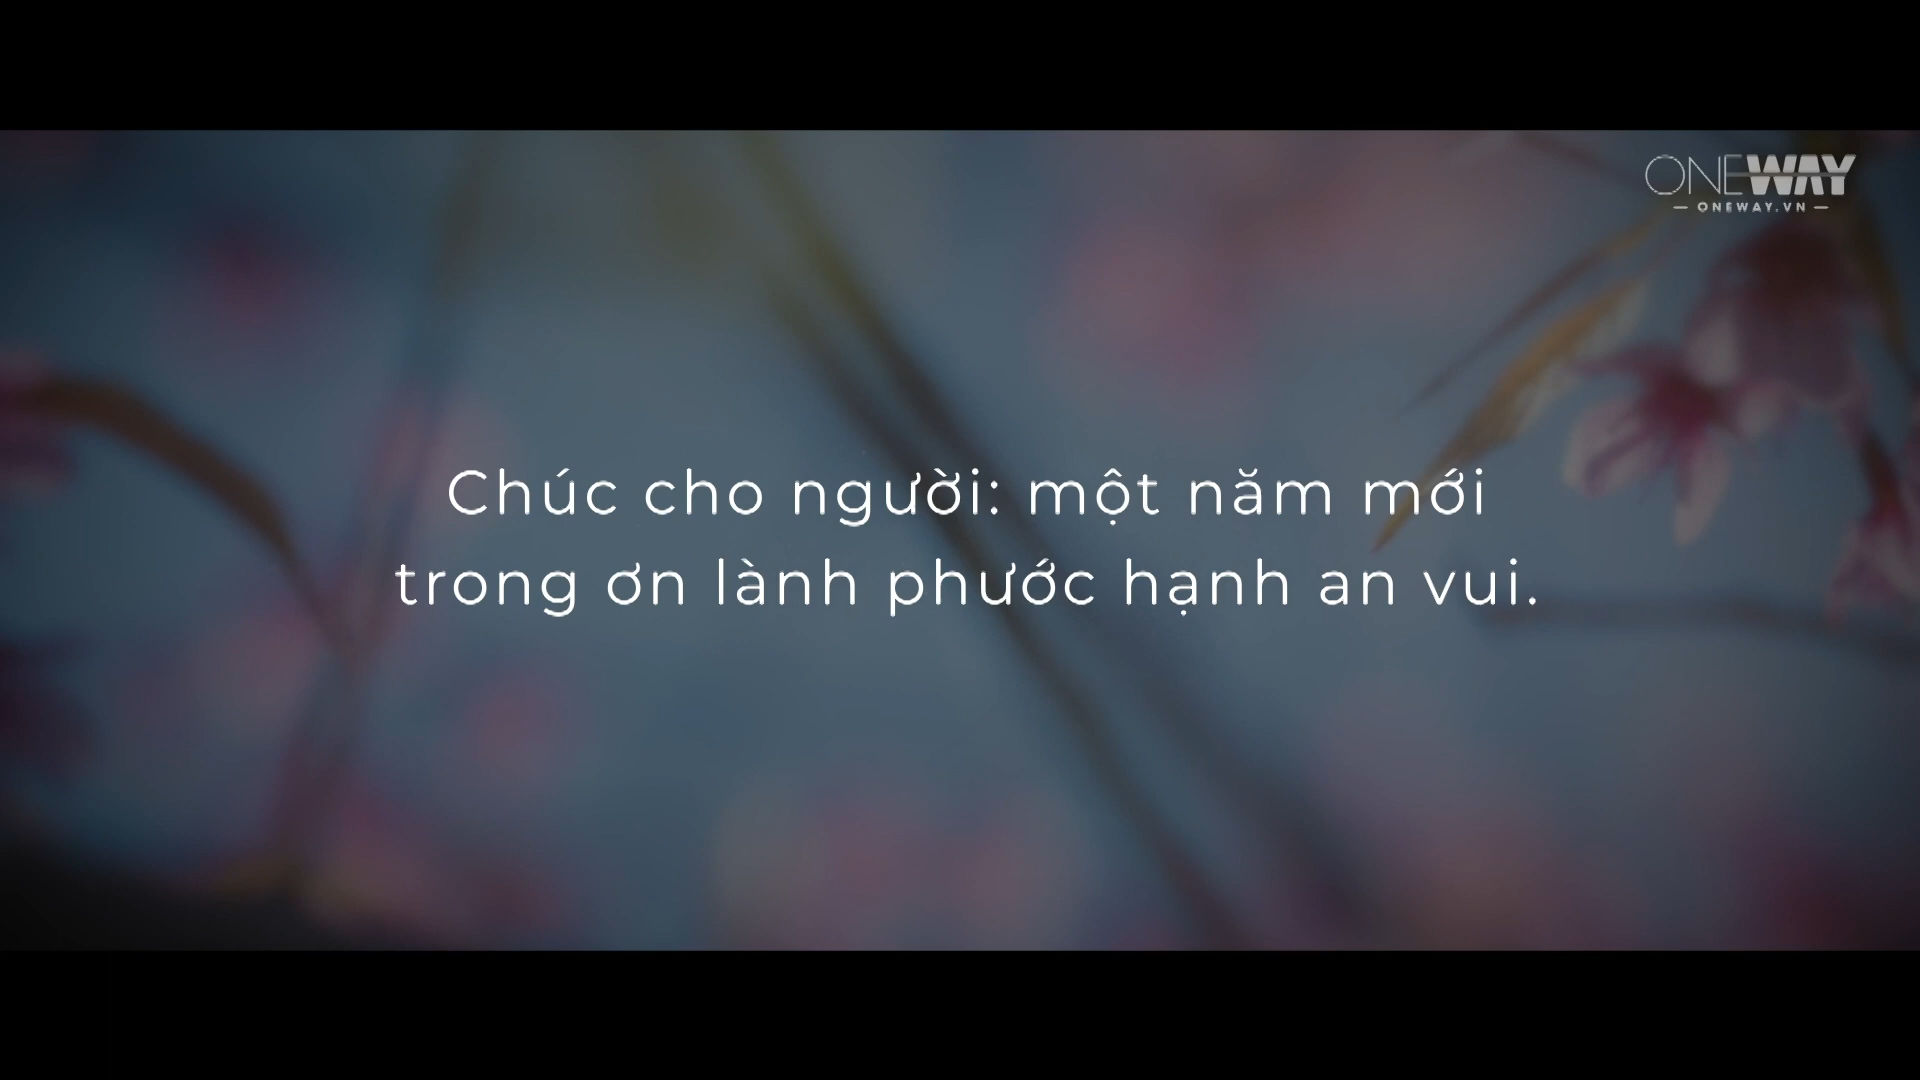 ONEWAY
ONEWAY.VN
Chúc cho người: một năm mới
trong ơn lành phước hạnh an vui.